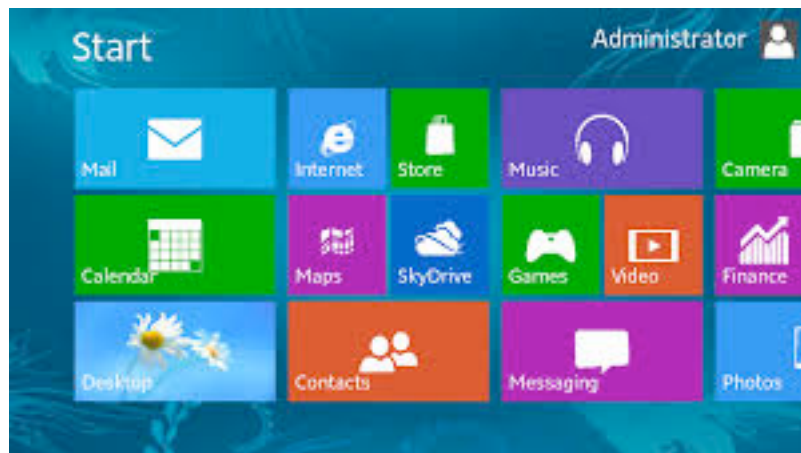 Start
Administrator
Mail
Internet
Store
Music
Camera
Calendar
Maps
SkyDrive
Games
Video
Finance
Desktop
Contacts
Messaging
Photos